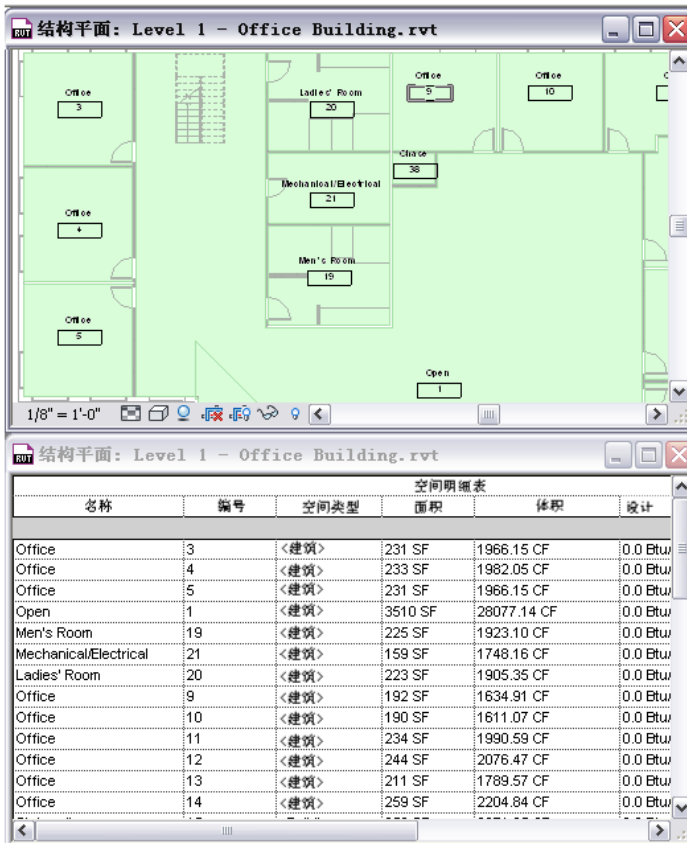 RVT 结构平面: Level 1 - Office Building.rvt
Office
3
Ladies' Room
20
Office
9
Office
10
Chase
38
Mechanical/Electrical
21
Office
4
Men's Room
19
Office
5
Open
1
1/8" = 1'-0"
RVT 结构平面: Level 1 - Office Building.rvt
空间明细表
名称 编号 空间类型 面积 体积 设计
Office 3 <建筑> 231 SF 1966.15 CF 0.0 Btu/
Office 4 <建筑> 233 SF 1982.05 CF 0.0 Btu/
Office 5 <建筑> 231 SF 1966.15 CF 0.0 Btu/
Open 1 <建筑> 3510 SF 28077.14 CF 0.0 Btu/
Men's Room 19 <建筑> 225 SF 1923.10 CF 0.0 Btu/
Mechanical/Electrical 21 <建筑> 159 SF 1748.16 CF 0.0 Btu/
Ladies' Room 20 <建筑> 223 SF 1905.35 CF 0.0 Btu/
Office 9 <建筑> 192 SF 1634.91 CF 0.0 Btu/
Office 10 <建筑> 190 SF 1611.07 CF 0.0 Btu/
Office 11 <建筑> 234 SF 1990.59 CF 0.0 Btu/
Office 12 <建筑> 244 SF 2076.47 CF 0.0 Btu/
Office 13 <建筑> 211 SF 1789.57 CF 0.0 Btu/
Office 14 <建筑> 259 SF 2204.84 CF 0.0 Btu/